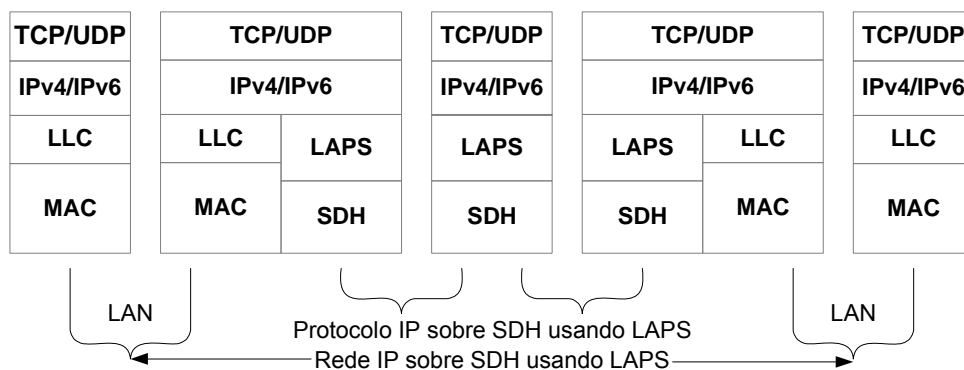 TCP/UDP TCP/UDP TCP/UDP TCP/UDP TCP/UDP
IPv4/IPv6 IPv4/IPv6 IPv4/IPv6 IPv4/IPv6 IPv4/IPv6
LLC LLC LAPS LAPS LAPS LLC LLC
MAC MAC SDH SDH SDH MAC MAC
LAN LAN
Protocolo IP sobre SDH usando LAPS
Rede IP sobre SDH usando LAPS